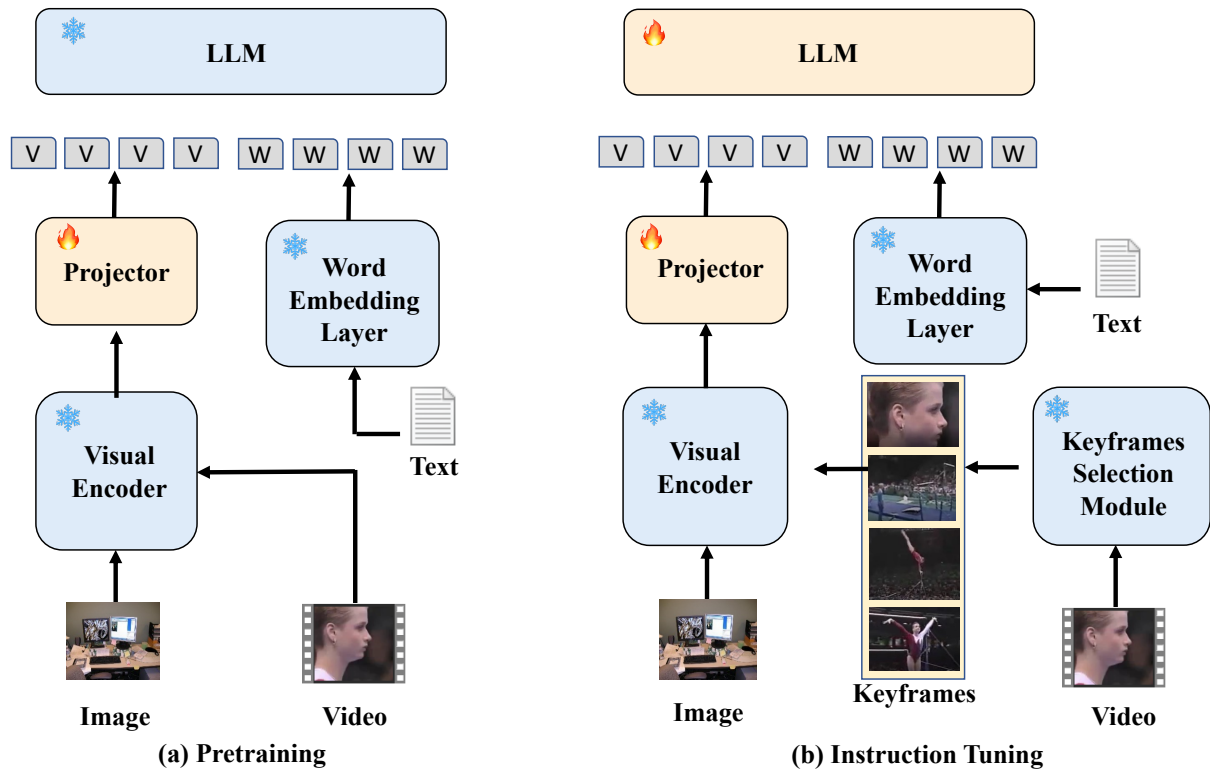 LLM
V V V V W W W W
Projector
Word
Embedding
Layer
Visual
Encoder
Text
Image
Video
(a) Pretraining
LLM
V V V V W W W W
Projector
Word
Embedding
Layer
Text
Visual
Encoder
Keyframes
Selection
Module
Keyframes
Image
Video
(b) Instruction Tuning